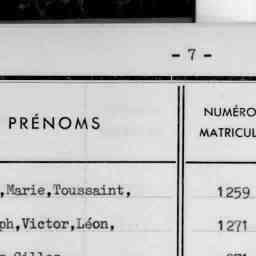 - 7 -
PRÉNOMS
NUMÉRO
MATRICUL
,Marie,Toussaint, 1259
ph,Victor,Léon, 1271